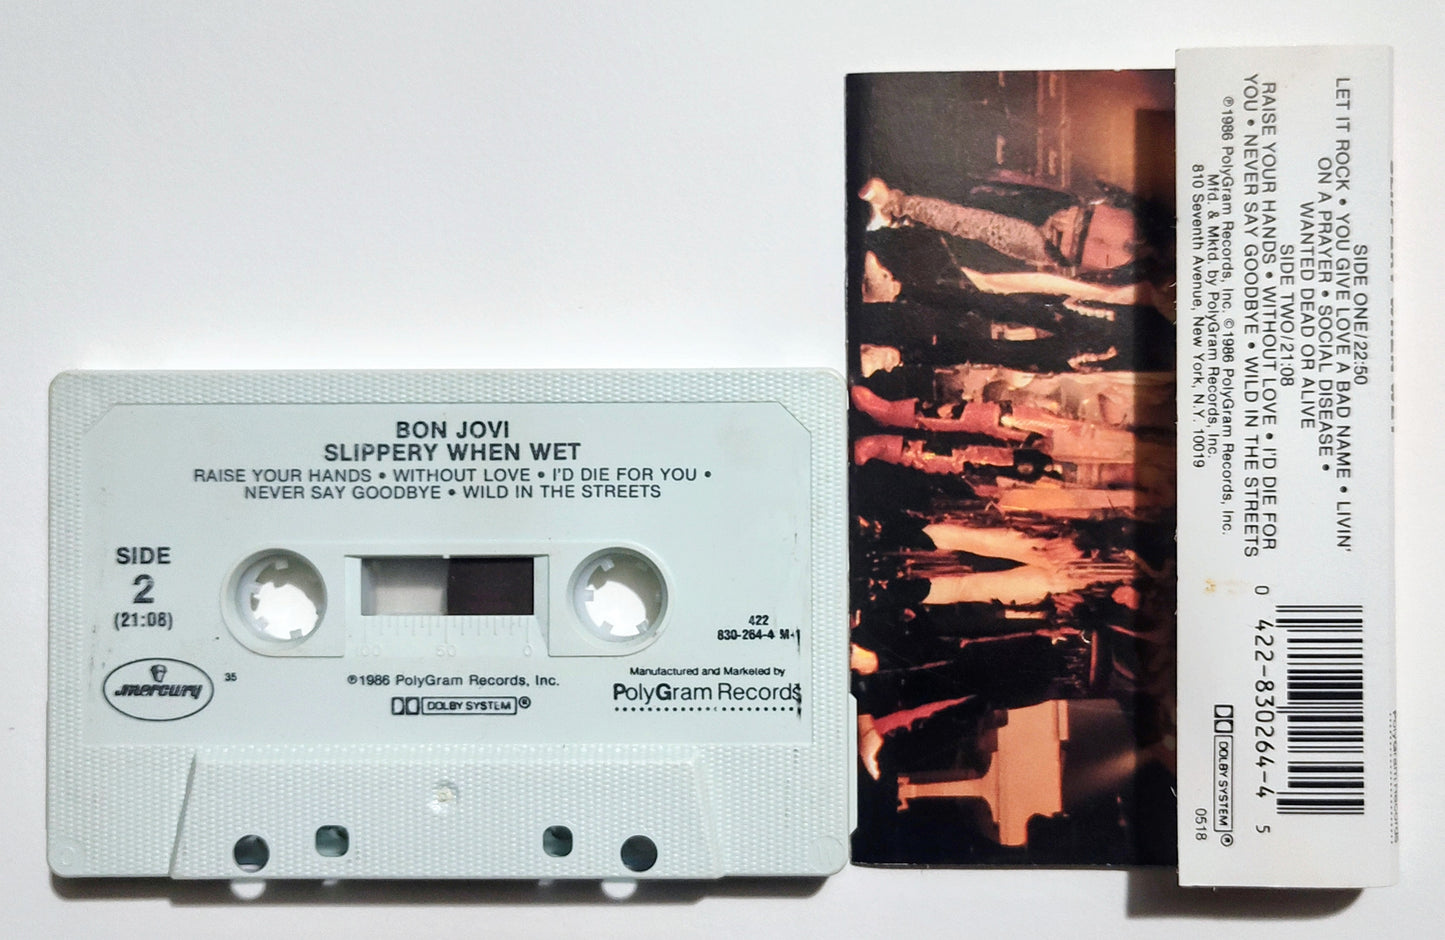 BON JOVI
SLIPPERY WHEN WET
RAISE YOUR HANDS • WITHOUT LOVE • I'D DIE FOR YOU •
NEVER SAY GOODBYE • WILD IN THE STREETS
SIDE
2
(21:08)
422
830-264-4 M-1
mercury
35
℗1986 PolyGram Records, Inc.
DOLBY SYSTEM®
Manufactured and Marketed by
PolyGram Records
100 50 0
SIDE ONE/22:50
LET IT ROCK • YOU GIVE LOVE A BAD NAME • LIVIN'
ON A PRAYER • SOCIAL DISEASE •
WANTED DEAD OR ALIVE
SIDE TWO/21:08
RAISE YOUR HANDS • WITHOUT LOVE • I'D DIE FOR
YOU • NEVER SAY GOODBYE • WILD IN THE STREETS
℗1986 PolyGram Records, Inc. ©1986 PolyGram Records, Inc.
Mfd. & Mktd. by PolyGram Records, Inc.
810 Seventh Avenue, New York, N.Y. 10019
0 422-830264-4 5
DOLBY SYSTEM®
0518